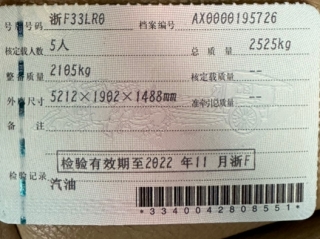 号牌号码 浙F33LR0 档案编号 AX0000195726
核定载人数 5人 总质量 2525kg
整备质量 2105kg 核定载质量 --
外廓尺寸 5212×1902×1488mm 准牵引总质量 --
备注
检验有效期至2022年11月浙F
检验记录
汽油
*3340042808551*